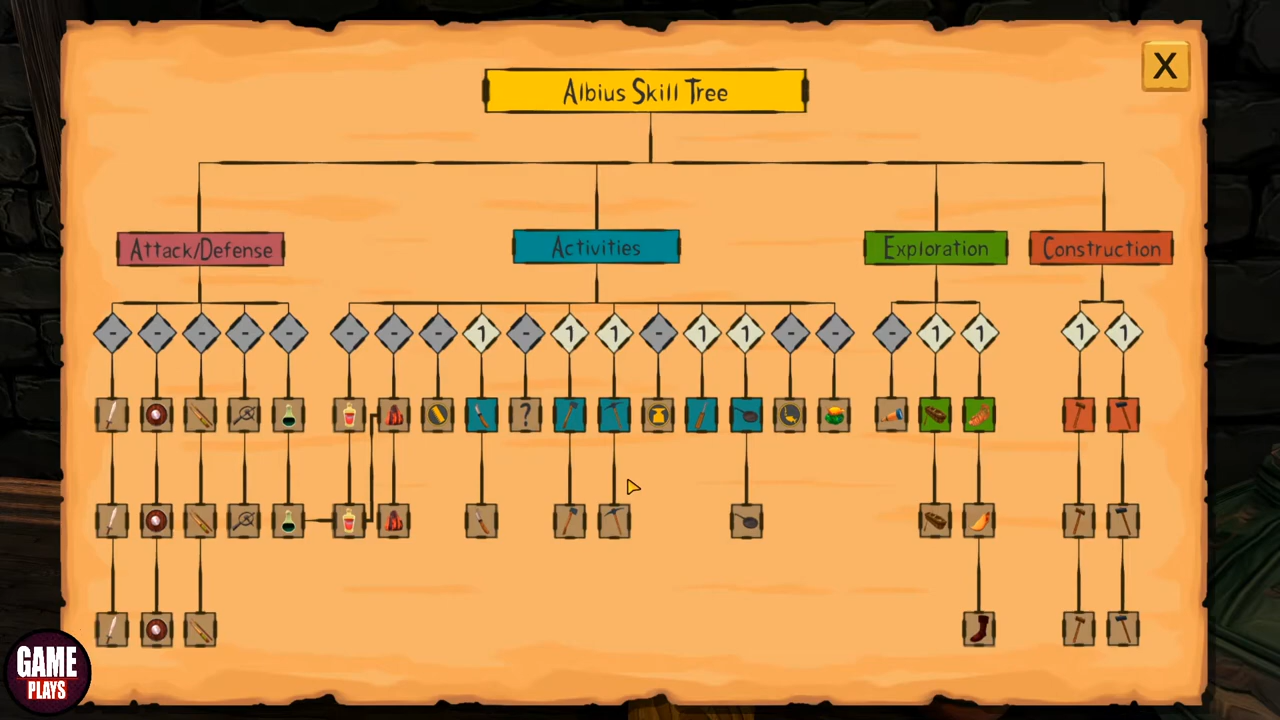 Albius Skill Tree
X
Attack/Defense
Activities
Exploration
Construction
- - - - - - - - 1 - 1 1 - 1 1 - - - 1 1 1 1
?
GAME
PLAYS